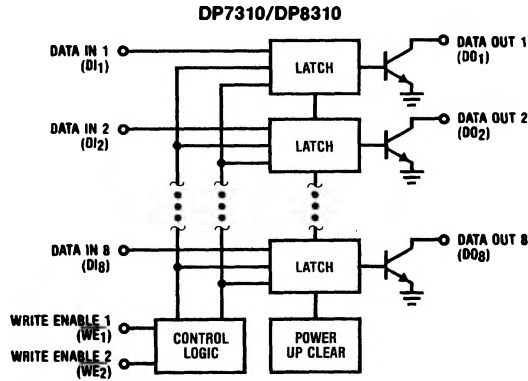 DP7310/DP8310
DATA IN 1
(DI1)
LATCH
DATA OUT 1
(DO1)
DATA IN 2
(DI2)
LATCH
DATA OUT 2
(DO2)
DATA IN 8
(DI8)
LATCH
DATA OUT 8
(DO8)
WRITE ENABLE 1
(W̅E̅1)
WRITE ENABLE 2
(W̅E̅2)
CONTROL
LOGIC
POWER
UP CLEAR